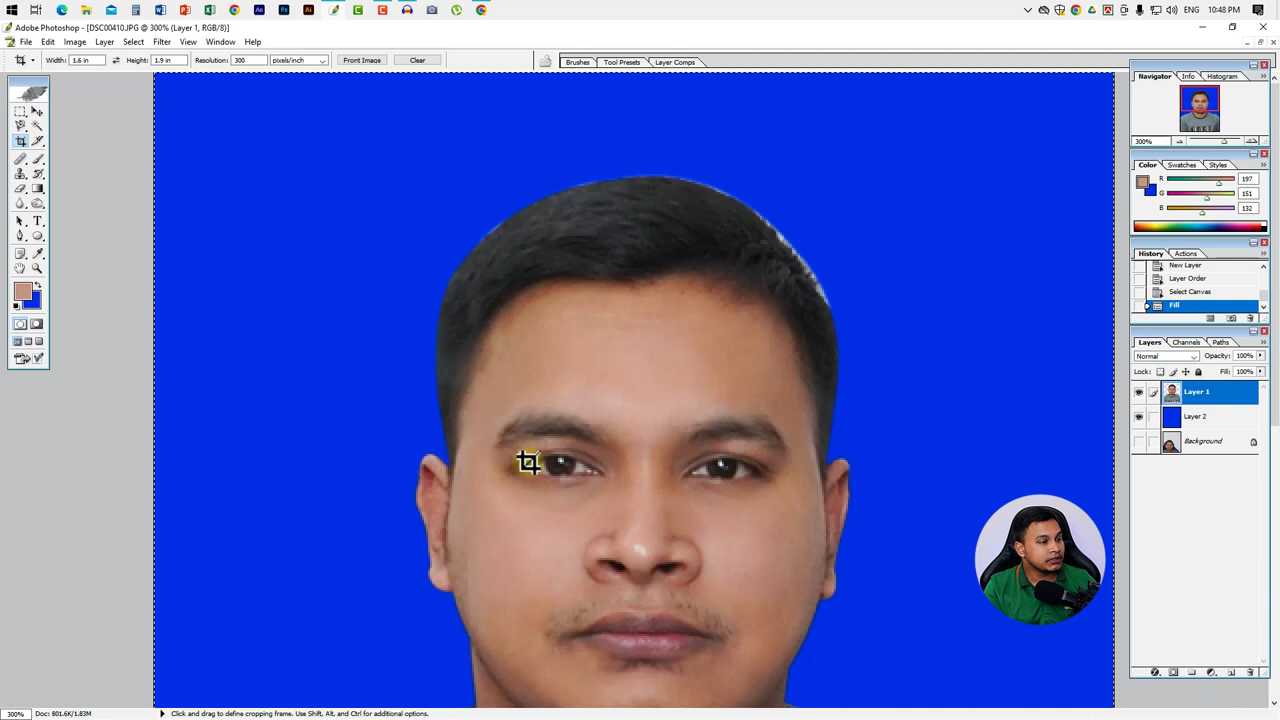 ENG 10:48 PM
Adobe Photoshop - [DSC00410.JPG @ 300% (Layer 1, RGB/8)]
File Edit Image Layer Select Filter View Window Help
Width: 1.6 in Height: 1.9 in Resolution: 300 pixels/inch Front Image Clear Brushes Tool Presets Layer Comps
Navigator Info Histogram
300%
Color Swatches Styles
R 197
G 151
B 132
History Actions
New Layer
Layer Order
Select Canvas
Fill
Layers Channels Paths
Normal Opacity: 100%
Lock: Fill: 100%
Layer 1
Layer 2
Background
300% Doc: 801.6K/1.83M Click and drag to define cropping frame. Use Shift, Alt, and Ctrl for additional options.